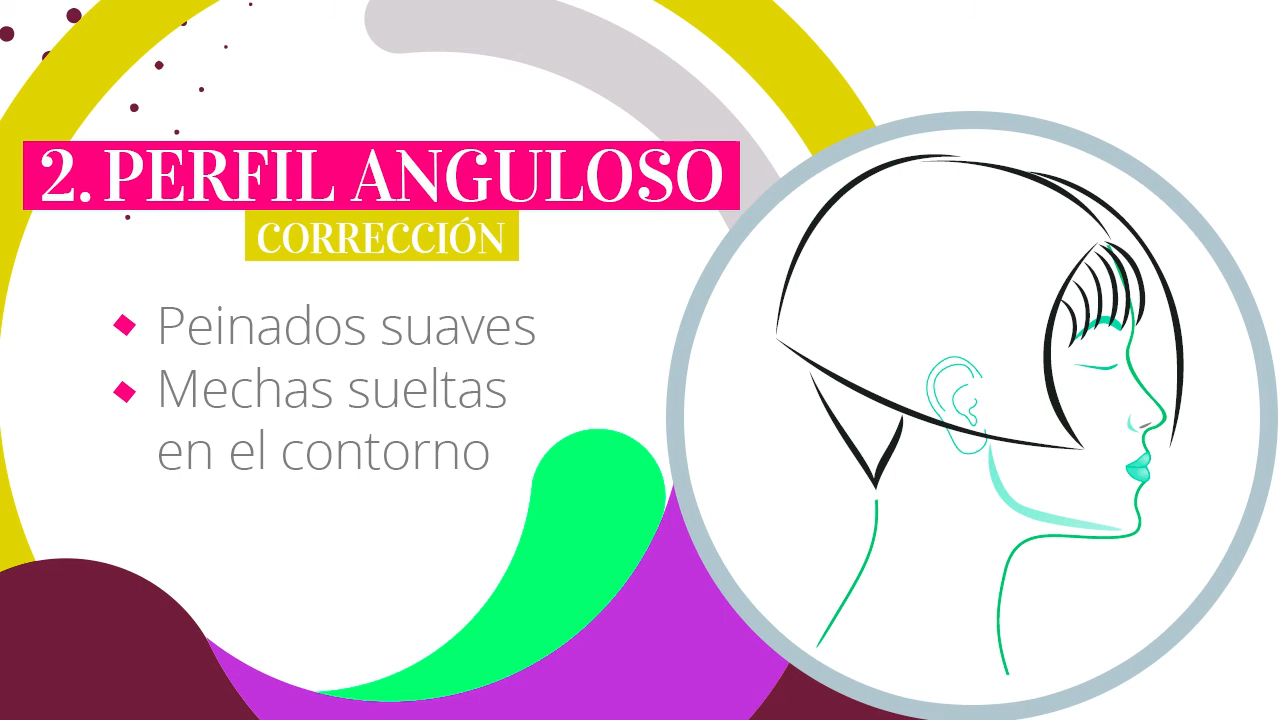 2. PERFIL ANGULOSO
CORRECCIÓN
Peinados suaves
Mechas sueltas
en el contorno